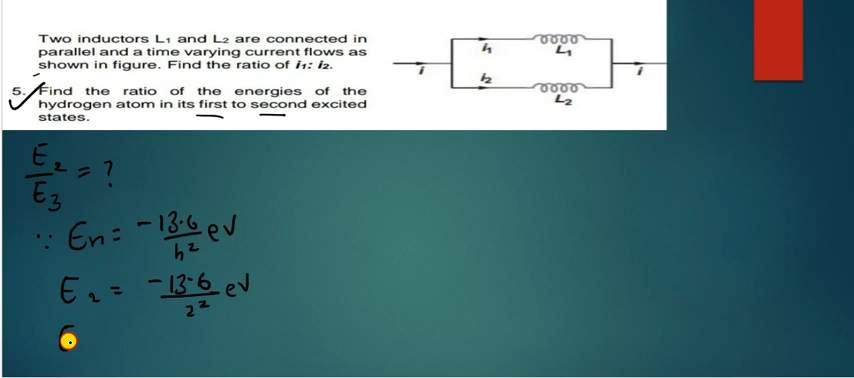 Two inductors L₁ and L₂ are connected in
parallel and a time varying current flows as
shown in figure. Find the ratio of i₁: i₂.
i
i₁
L₁
i₂
L₂
i
5. Find the ratio of the energies of the
hydrogen atom in its first to second excited
states.
E₂/E₃ = ?
∵ En = -13.6/n² eV
E₂ = -13.6/2² eV